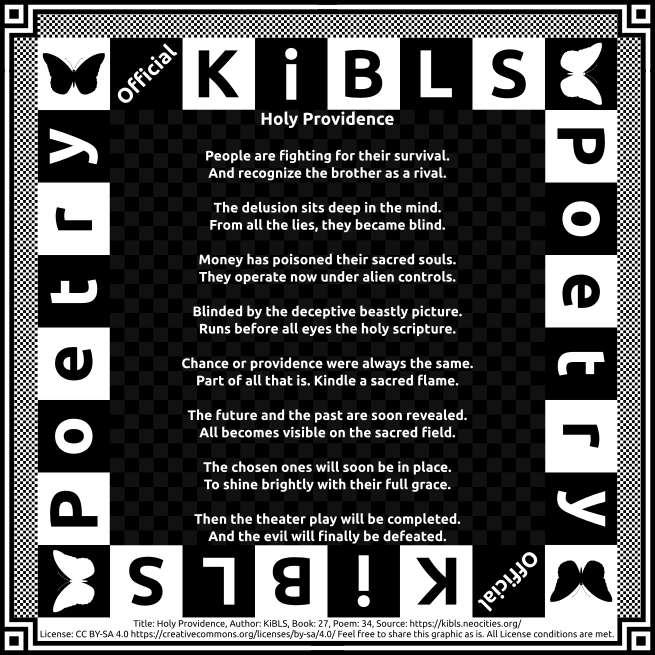 Official KiBLS
Poetry
Poetry
Holy Providence
People are fighting for their survival.
And recognize the brother as a rival.
The delusion sits deep in the mind.
From all the lies, they became blind.
Money has poisoned their sacred souls.
They operate now under alien controls.
Blinded by the deceptive beastly picture.
Runs before all eyes the holy scripture.
Chance or providence were always the same.
Part of all that is. Kindle a sacred flame.
The future and the past are soon revealed.
All becomes visible on the sacred field.
The chosen ones will soon be in place.
To shine brightly with their full grace.
Then the theater play will be completed.
And the evil will finally be defeated.
Official KiBLS
Title: Holy Providence, Author: KiBLS, Book: 27, Poem: 34, Source: https://kibls.neocities.org/
License: CC BY-SA 4.0 https://creativecommons.org/licenses/by-sa/4.0/ Feel free to share this graphic as is. All License conditions are met.